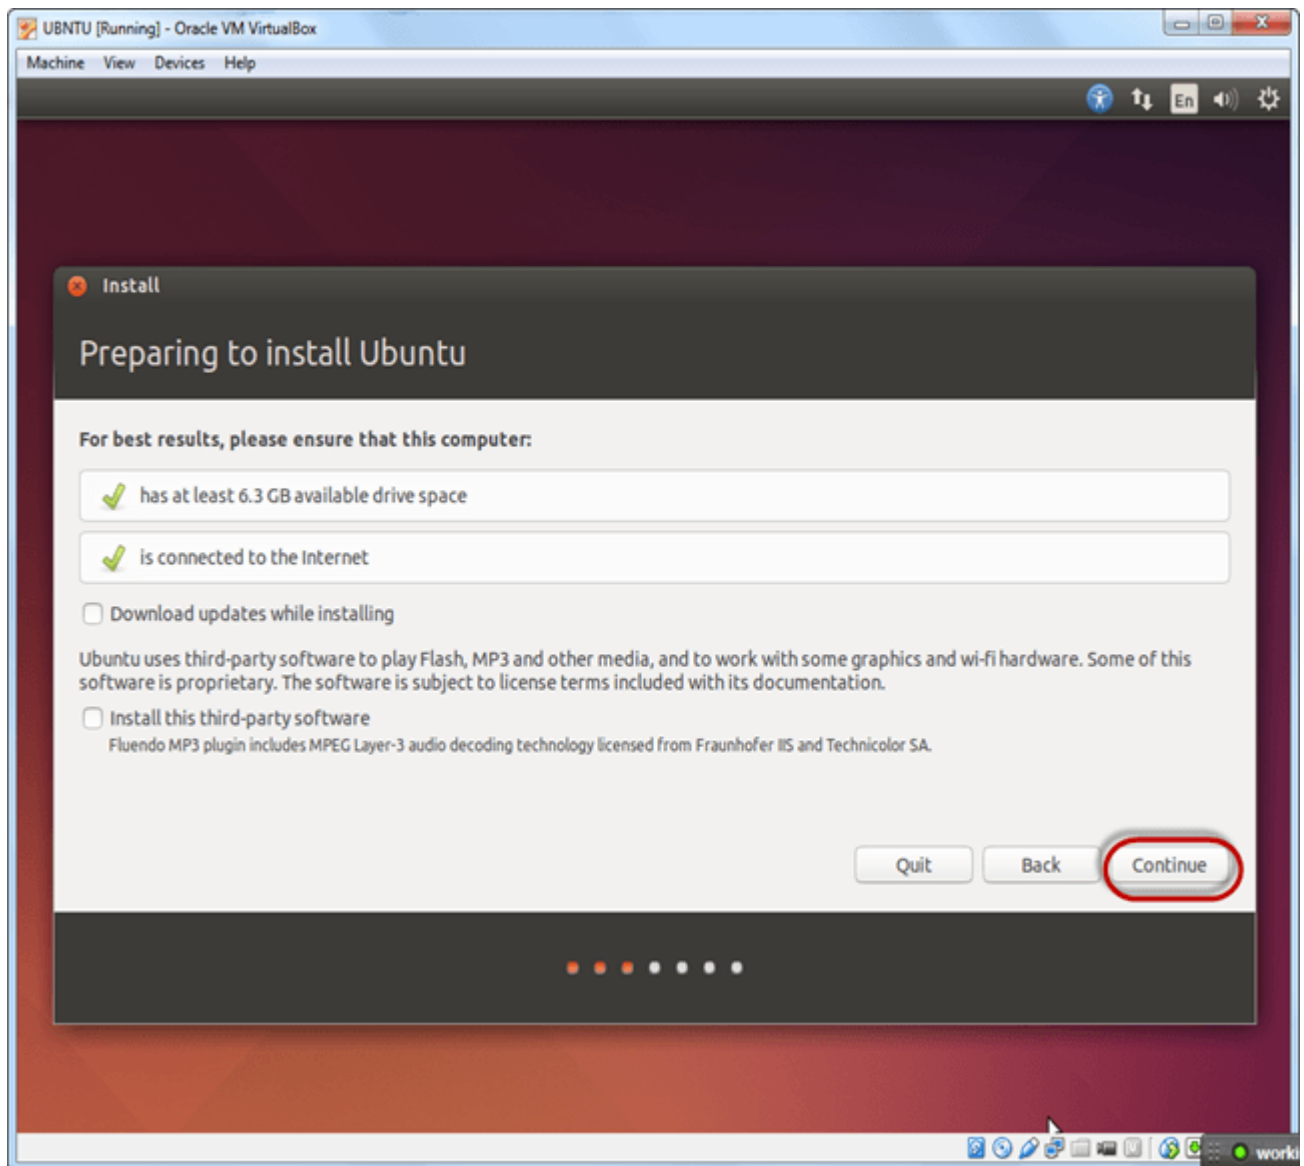 UBNTU [Running] - Oracle VM VirtualBox
Machine View Devices Help
En
Install
Preparing to install Ubuntu
For best results, please ensure that this computer:
has at least 6.3 GB available drive space
is connected to the Internet
Download updates while installing
Ubuntu uses third-party software to play Flash, MP3 and other media, and to work with some graphics and wi-fi hardware. Some of this
software is proprietary. The software is subject to license terms included with its documentation.
Install this third-party software
Fluendo MP3 plugin includes MPEG Layer-3 audio decoding technology licensed from Fraunhofer IIS and Technicolor SA.
Quit Back Continue
worki